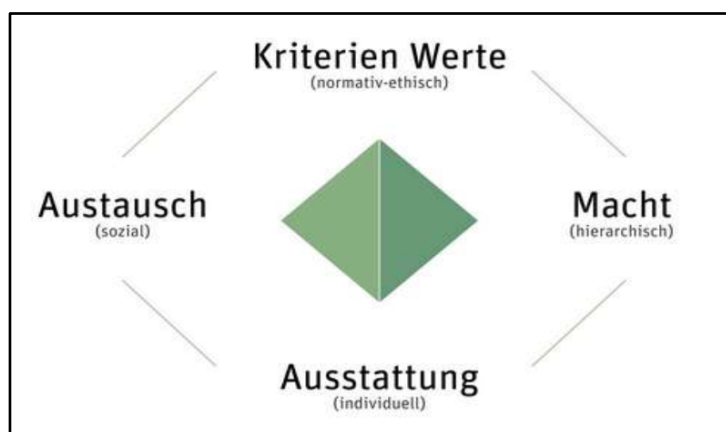 Kriterien Werte
(normativ-ethisch)
Austausch
(sozial)
Macht
(hierarchisch)
Ausstattung
(individuell)